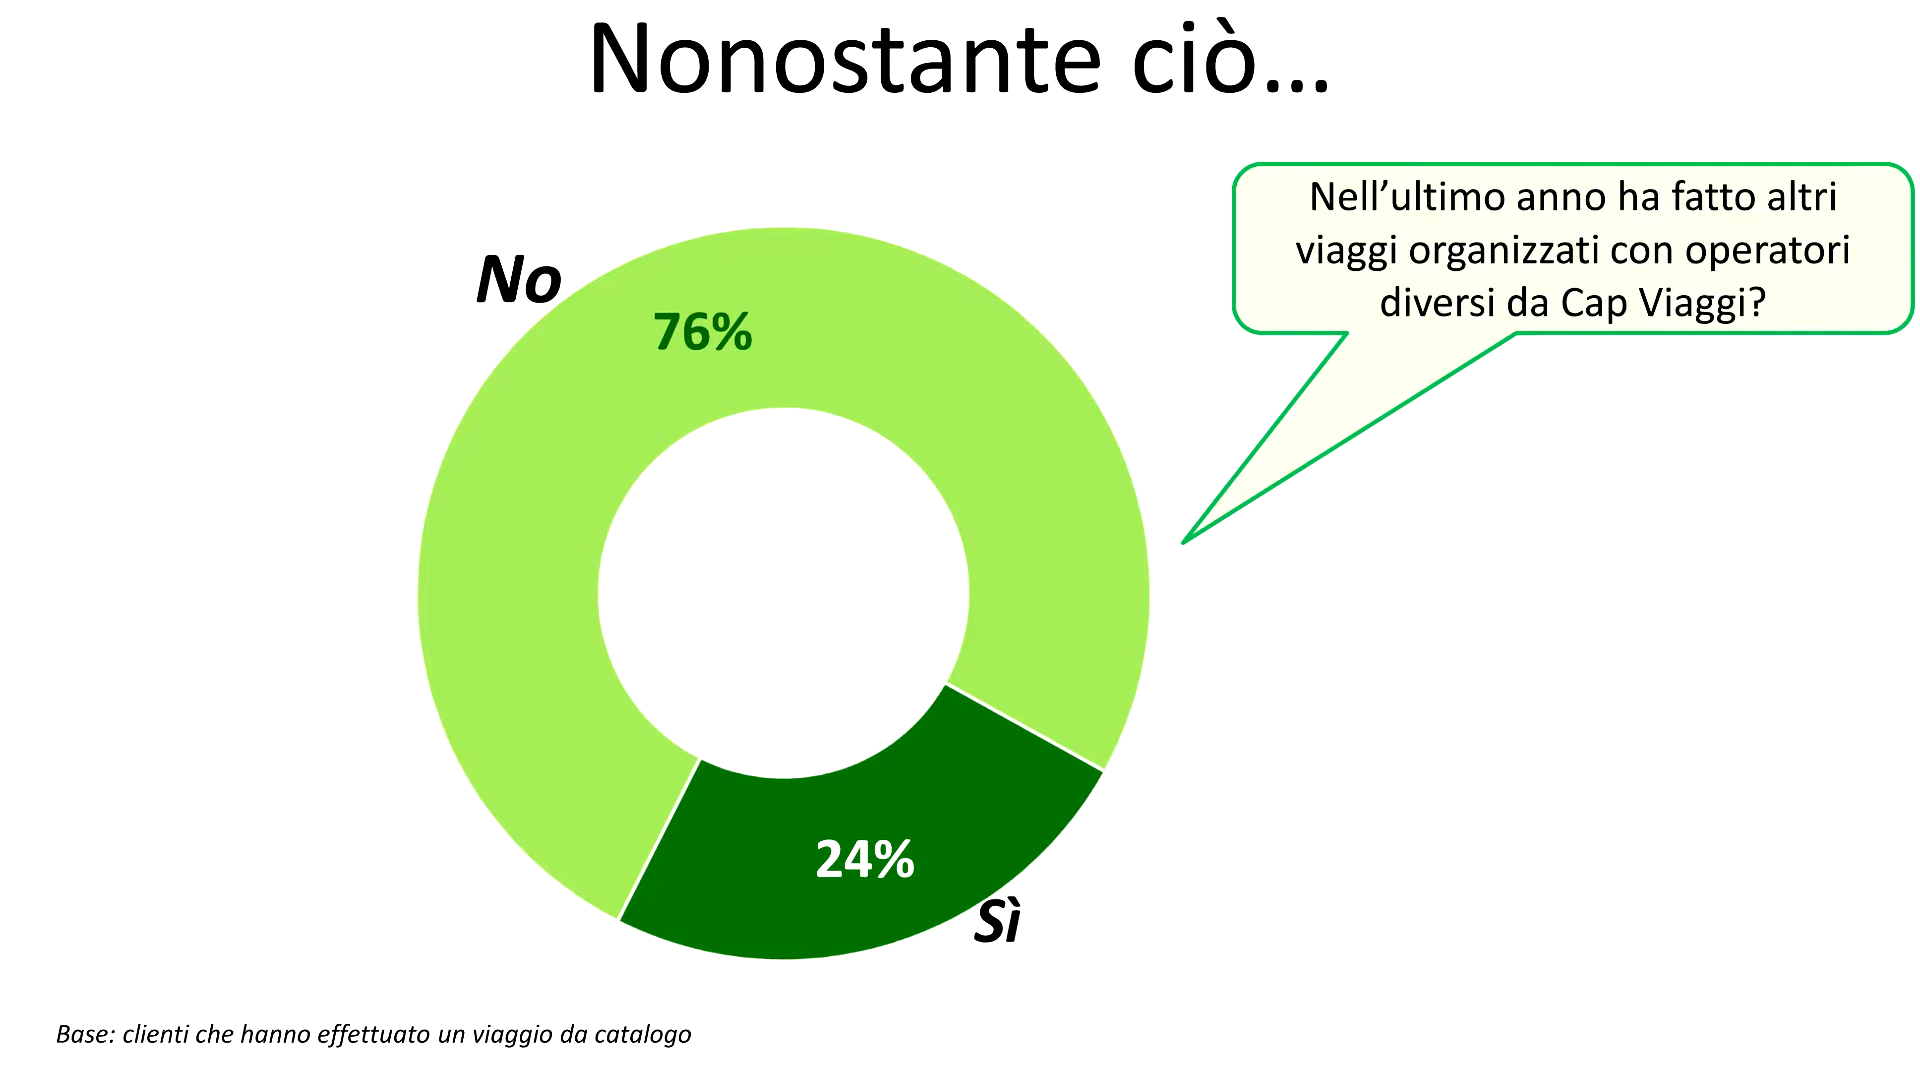 Nonostante ciò…
Nell’ultimo anno ha fatto altri
viaggi organizzati con operatori
diversi da Cap Viaggi?
No
76%
24%
Sì
Base: clienti che hanno effettuato un viaggio da catalogo